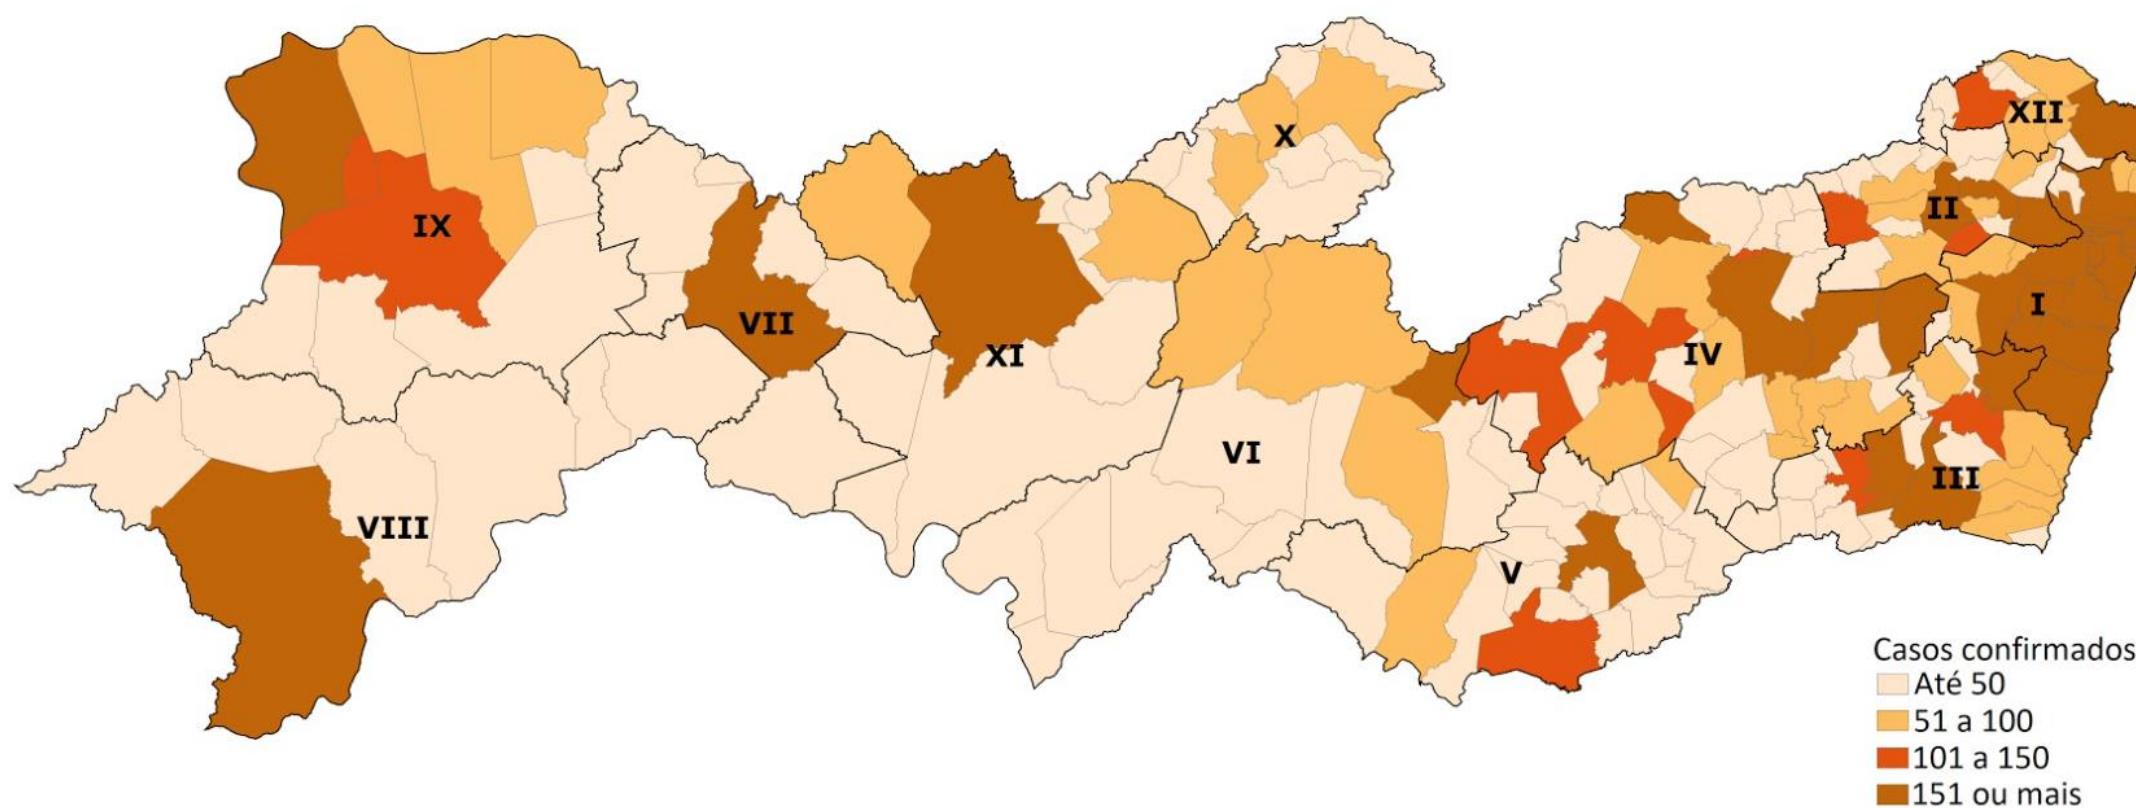 X
XII
II
IX
I
VII
XI
IV
VI
III
VIII
V
Casos confirmados
Até 50
51 a 100
101 a 150
151 ou mais